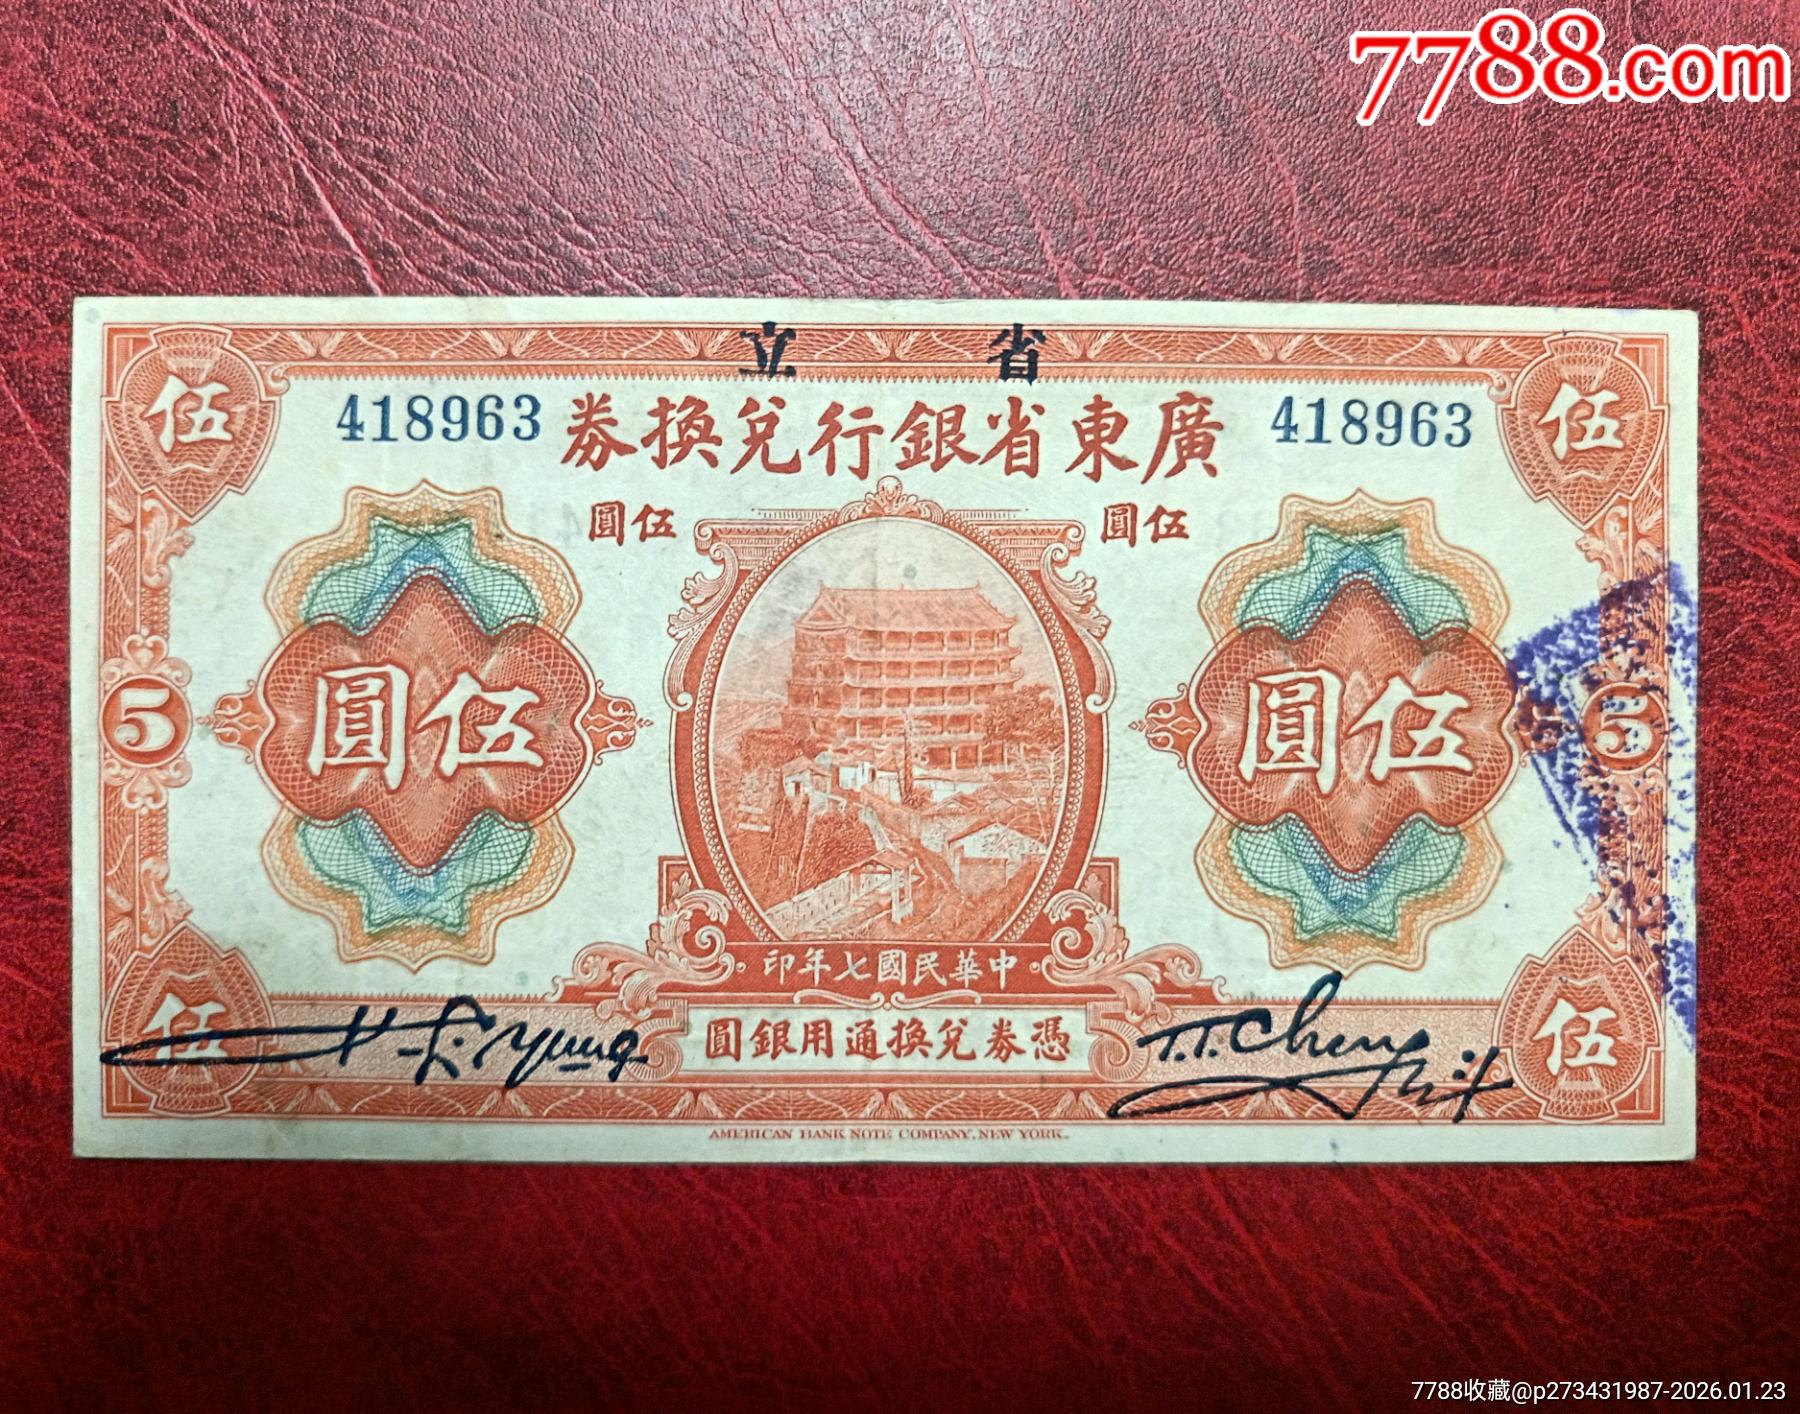 7788.com
省立
伍
418963
廣東省銀行兌換券
418963
伍
伍圓
伍圓
伍圓
伍圓
5
5
中華民國七年印
伍
憑券兌換通用銀圓
伍
T.T. Cheng
AMERICAN BANK NOTE COMPANY, NEW YORK.
7788收藏@p273431987-2026.01.23